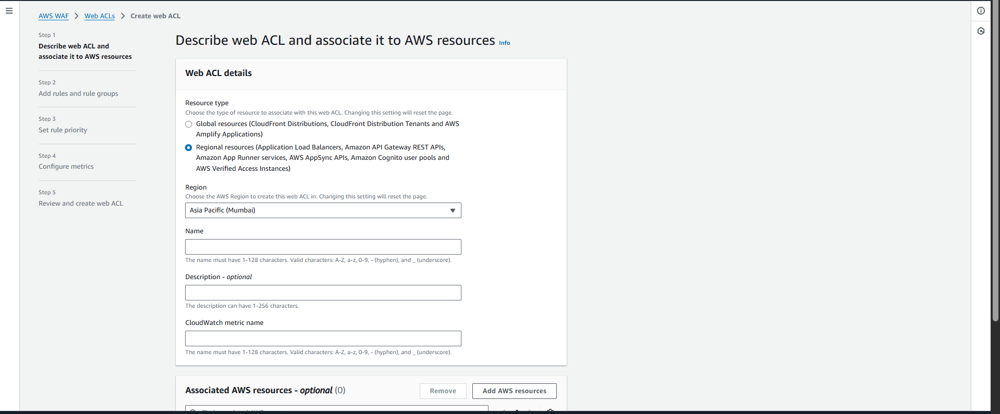 AWS WAF > Web ACLs > Create web ACL
Step 1
Describe web ACL and
associate it to AWS resources
Step 2
Add rules and rule groups
Step 3
Set rule priority
Step 4
Configure metrics
Step 5
Review and create web ACL
Describe web ACL and associate it to AWS resources Info
Web ACL details
Resource type
Choose the type of resource to associate with this web ACL. Changing this setting will reset the page.
Global resources (CloudFront Distributions, CloudFront Distribution Tenants and AWS
Amplify Applications)
Regional resources (Application Load Balancers, Amazon API Gateway REST APIs,
Amazon App Runner services, AWS AppSync APIs, Amazon Cognito user pools and
AWS Verified Access Instances)
Region
Choose the AWS Region to create this web ACL in. Changing this setting will reset the page.
Asia Pacific (Mumbai)
Name
The name must have 1-128 characters. Valid characters: A-Z, a-z, 0-9, - (hyphen), and _ (underscore).
Description - optional
The description can have 1-256 characters.
CloudWatch metric name
The name must have 1-128 characters. Valid characters: A-Z, a-z, 0-9, - (hyphen), and _ (underscore).
Associated AWS resources - optional (0)
Remove
Add AWS resources